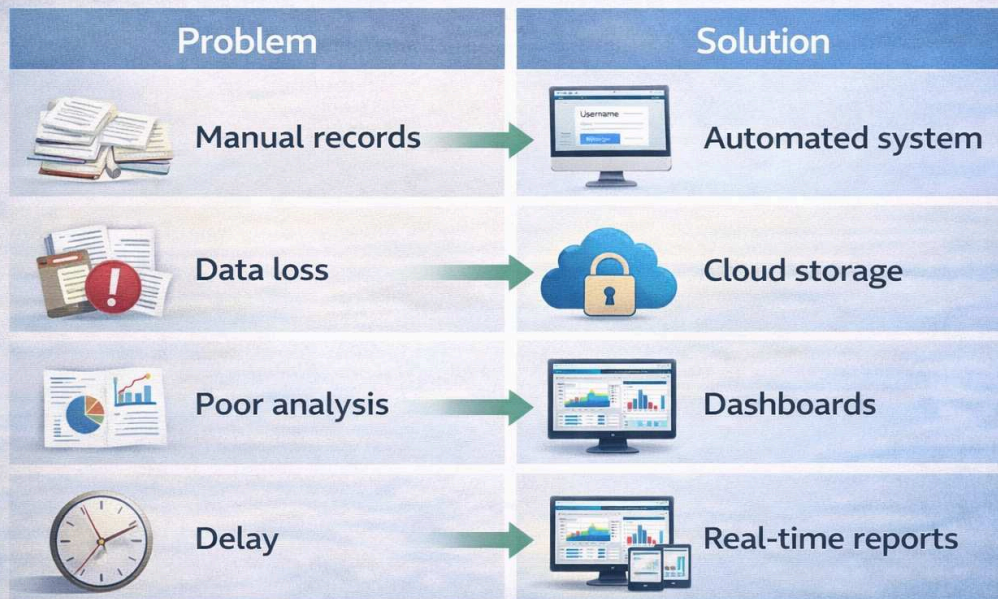 Problem
Solution
Manual records
Username
Automated system
Data loss
Cloud storage
Poor analysis
Dashboards
Delay
Real-time reports